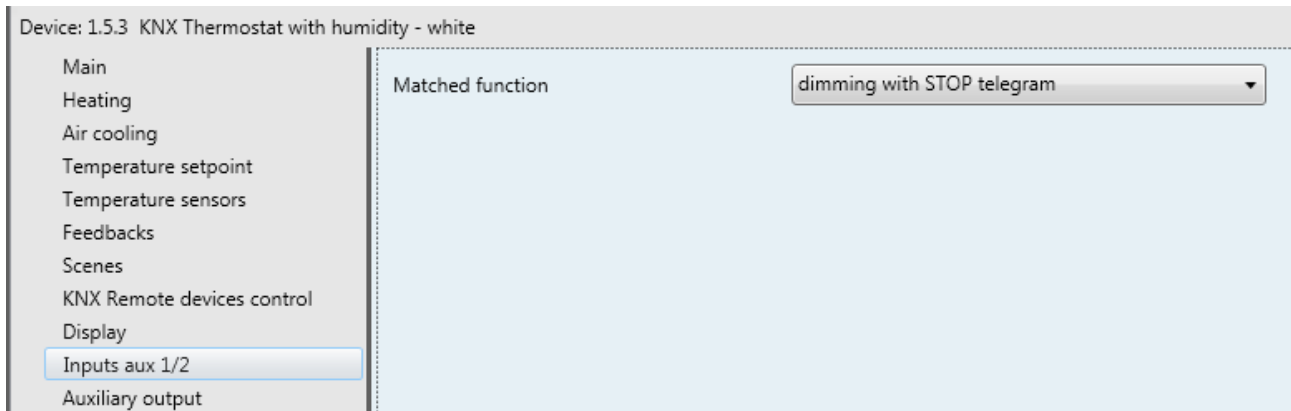 Device: 1.5.3 KNX Thermostat with humidity - white
Main
Heating
Air cooling
Temperature setpoint
Temperature sensors
Feedbacks
Scenes
KNX Remote devices control
Display
Inputs aux 1/2
Auxiliary output
Matched function
dimming with STOP telegram